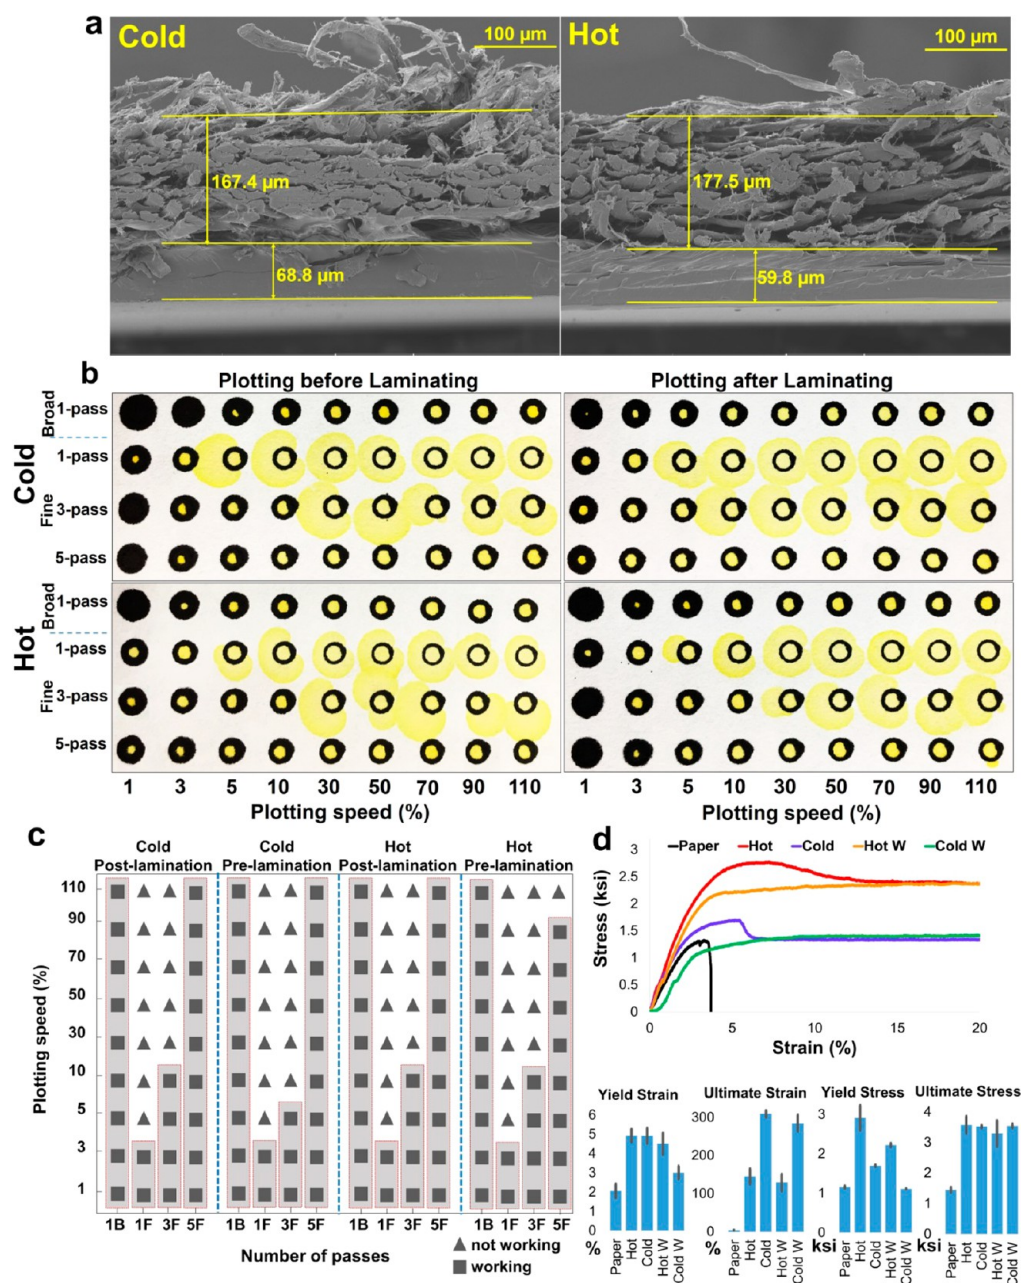 a
Cold
100 µm
167.4 µm
68.8 µm
Hot
100 µm
177.5 µm
59.8 µm
b
Plotting before Laminating
Plotting after Laminating
Cold
Broad
1-pass
Fine
1-pass
3-pass
5-pass
Hot
Broad
1-pass
Fine
1-pass
3-pass
5-pass
1 3 5 10 30 50 70 90 110
1 3 5 10 30 50 70 90 110
Plotting speed (%)
Plotting speed (%)
c
Cold
Post-lamination
Cold
Pre-lamination
Hot
Post-lamination
Hot
Pre-lamination
Plotting speed (%)
110
90
70
50
30
10
5
3
1
1B 1F 3F 5F
1B 1F 3F 5F
1B 1F 3F 5F
1B 1F 3F 5F
Number of passes
not working
working
d
Paper Hot Cold Hot W Cold W
Stress (ksi)
3
2.5
2
1.5
1
0.5
0
0 5 10 15 20
Strain (%)
Yield Strain
6
5
4
3
2
1
0
%
Paper
Hot
Cold
Hot W
Cold W
Ultimate Strain
300
200
100
0
%
Paper
Hot
Cold
Hot W
Cold W
Yield Stress
3
2
1
0
ksi
Paper
Hot
Cold
Hot W
Cold W
Ultimate Stress
4
3
2
1
0
ksi
Paper
Hot
Cold
Hot W
Cold W